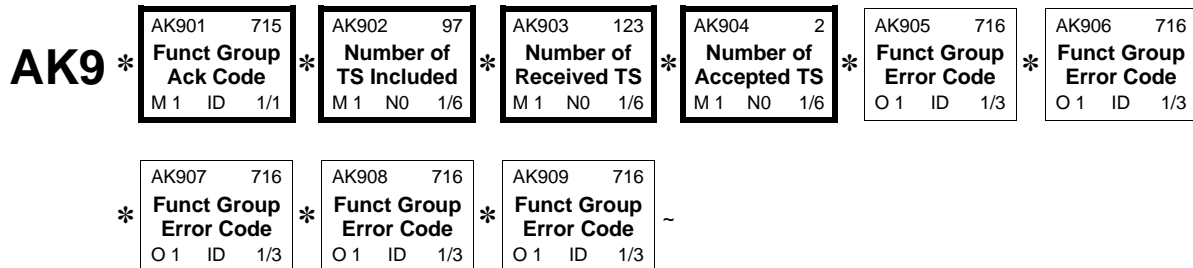 AK9 * AK901 715 * AK902 97 * AK903 123 * AK904 2 * AK905 716 * AK906 716
Funct Group Number of Number of Number of Funct Group Funct Group
Ack Code TS Included Received TS Accepted TS Error Code Error Code
M 1 ID 1/1 M 1 N0 1/6 M 1 N0 1/6 M 1 N0 1/6 O 1 ID 1/3 O 1 ID 1/3
* AK907 716 * AK908 716 * AK909 716 ~
Funct Group Funct Group Funct Group
Error Code Error Code Error Code
O 1 ID 1/3 O 1 ID 1/3 O 1 ID 1/3